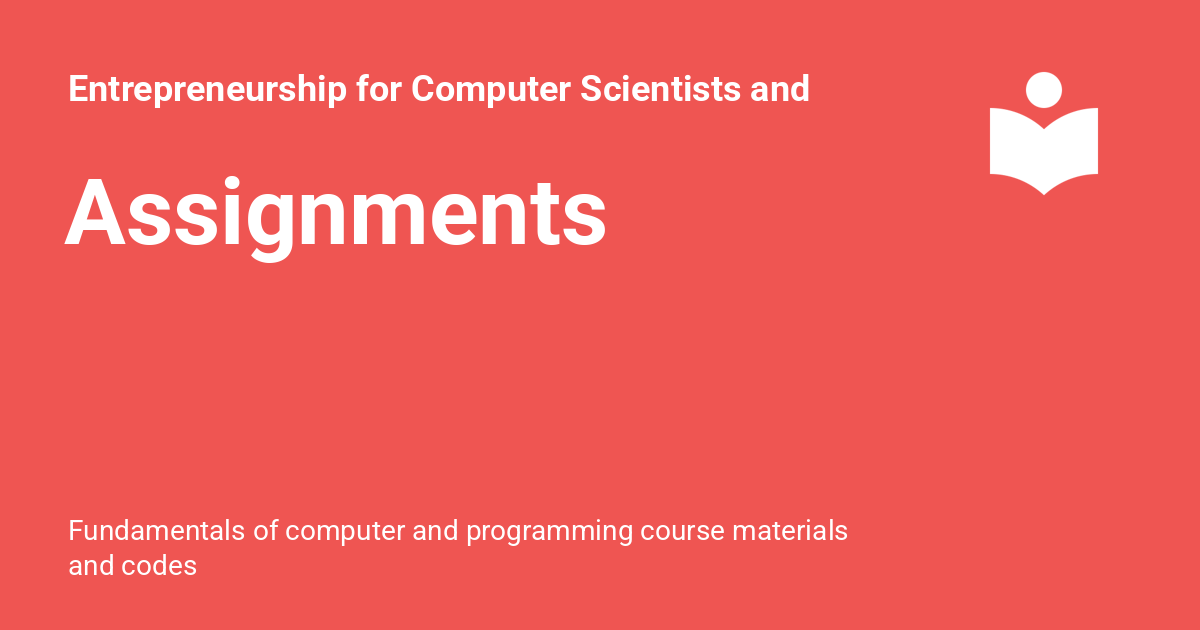 Entrepreneurship for Computer Scientists and
Assignments
Fundamentals of computer and programming course materials
and codes